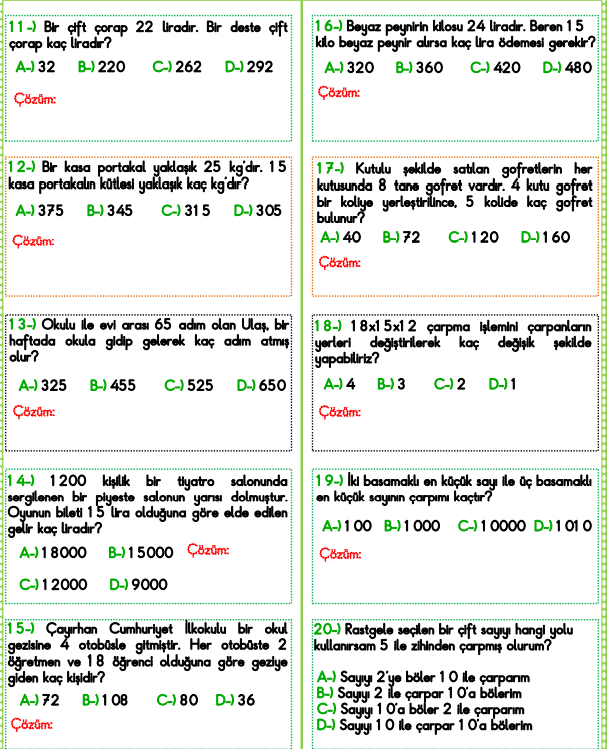 11-) Bir çift çorap 22 liradır. Bir deste çift
çorap kaç liradır?
A-) 32 B-) 220 C-) 262 D-) 292
Çözüm:
12-) Bir kasa portakal yaklaşık 25 kg'dır. 15
kasa portakalın kütlesi yaklaşık kaç kg'dır?
A-) 375 B-) 345 C-) 315 D-) 305
Çözüm:
13-) Okulu ile evi arası 65 adım olan Ulaş, bir
haftada okula gidip gelerek kaç adım atmış
olur?
A-) 325 B-) 455 C-) 525 D-) 650
Çözüm:
14-) 1200 kişilik bir tiyatro salonunda
sergilenen bir piyeste salonun yarısı dolmuştur.
Oyunun bileti 15 lira olduğuna göre elde edilen
gelir kaç liradır?
A-) 18000 B-) 15000 Çözüm:
C-) 12000 D-) 9000
15-) Çayırhan Cumhuriyet İlkokulu bir okul
gezisine 4 otobüsle gitmiştir. Her otobüste 2
öğretmen ve 18 öğrenci olduğuna göre geziye
giden kaç kişidir?
A-) 72 B-) 108 C-) 80 D-) 36
Çözüm:
16-) Beyaz peynirin kilosu 24 liradır. Beren 15
kilo beyaz peynir alırsa kaç lira ödemesi gerekir?
A-) 320 B-) 360 C-) 420 D-) 480
Çözüm:
17-) Kutulu şekilde satılan gofretlerin her
kutusunda 8 tane gofret vardır. 4 kutu gofret
bir koliye yerleştirilince, 5 kolide kaç gofret
bulunur?
A-) 40 B-) 72 C-) 120 D-) 160
Çözüm:
18-) 18x15x12 çarpma işlemini çarpanların
yerleri değiştirilerek kaç değişik şekilde
yapabiliriz?
A-) 4 B-) 3 C-) 2 D-) 1
Çözüm:
19-) İki basamaklı en küçük sayı ile üç basamaklı
en küçük sayının çarpımı kaçtır?
A-) 100 B-) 1000 C-) 10000 D-) 1010
Çözüm:
20-) Rastgele seçilen bir çift sayıyı hangi yolu
kullanırsam 5 ile zihinden çarpmış olurum?
A-) Sayıyı 2'ye böler 10 ile çarparım
B-) Sayıyı 2 ile çarpar 10'a bölerim
C-) Sayıyı 10'a böler 2 ile çarparım
D-) Sayıyı 10 ile çarpar 10'a bölerim